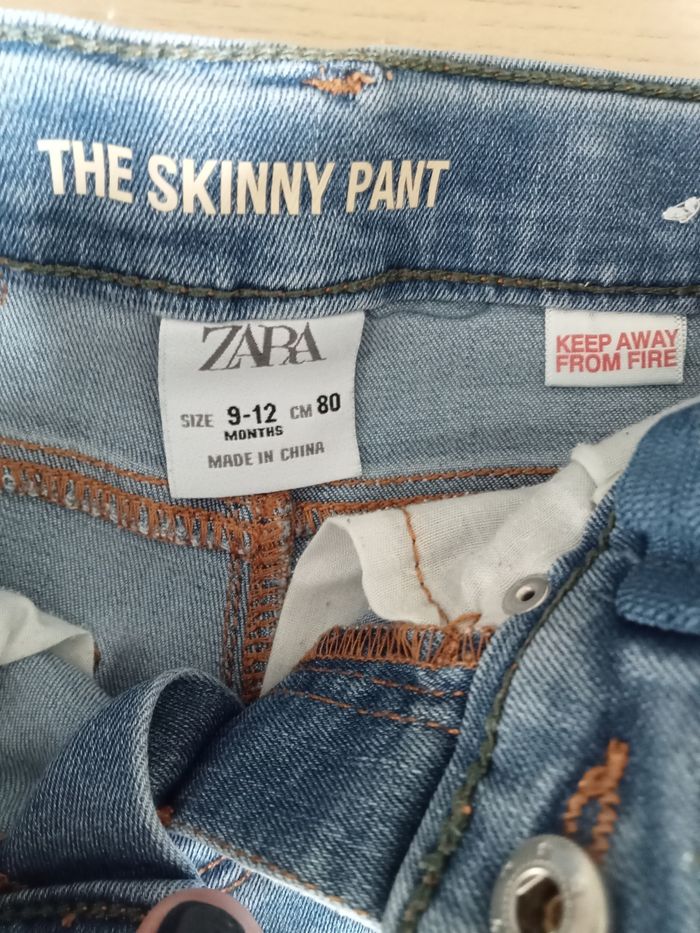 THE SKINNY PANT
ZARA
SIZE 9-12 CM 80
MONTHS
MADE IN CHINA
KEEP AWAY
FROM FIRE